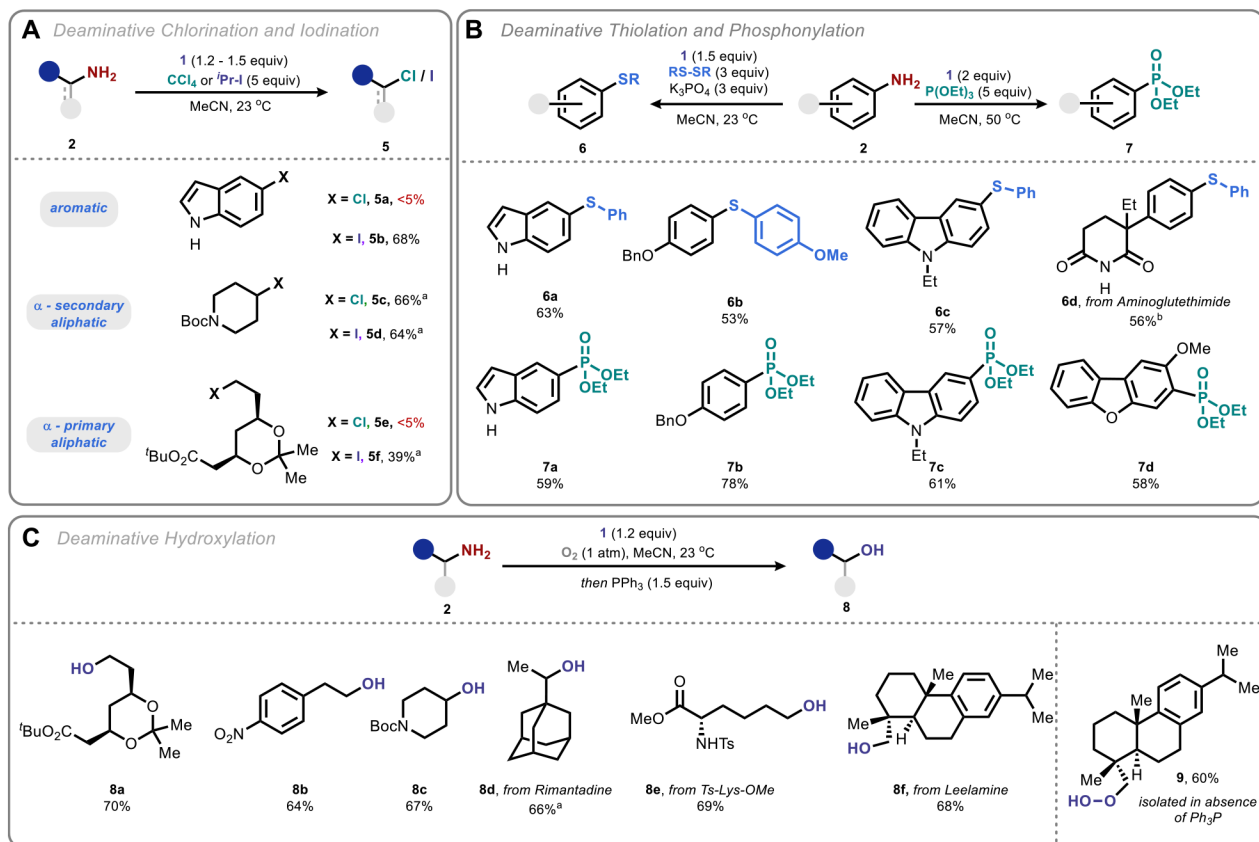 A Deaminative Chlorination and Iodination
NH2
2
1 (1.2 - 1.5 equiv)
CCl4 or iPr-I (5 equiv)
MeCN, 23 oC
Cl / I
5
aromatic
X
N
H
X = Cl, 5a, <5%
X = I, 5b, 68%
α - secondary
aliphatic
X
BocN
X = Cl, 5c, 66%a
X = I, 5d, 64%a
α - primary
aliphatic
X
tBuO2C
O
O
Me
Me
X = Cl, 5e, <5%
X = I, 5f, 39%a
B Deaminative Thiolation and Phosphonylation
SR
6
1 (1.5 equiv)
RS-SR (3 equiv)
K3PO4 (3 equiv)
MeCN, 23 oC
NH2
2
1 (2 equiv)
P(OEt)3 (5 equiv)
MeCN, 50 oC
O
P
OEt
OEt
7
S
Ph
N
H
6a
63%
S
BnO
OMe
6b
53%
S
Ph
N
Et
6c
57%
S
Ph
Et
O
N
H
O
6d, from Aminoglutethimide
56%b
O
P
OEt
OEt
N
H
7a
59%
O
P
OEt
OEt
BnO
7b
78%
O
P
OEt
OEt
N
Et
7c
61%
OMe
O
P
OEt
OEt
O
7d
58%
C Deaminative Hydroxylation
NH2
2
1 (1.2 equiv)
O2 (1 atm), MeCN, 23 oC
then PPh3 (1.5 equiv)
OH
8
HO
tBuO2C
O
O
Me
Me
8a
70%
OH
O2N
8b
64%
OH
BocN
8c
67%
Me
OH
8d, from Rimantadine
66%a
O
MeO
NHTs
OH
8e, from Ts-Lys-OMe
69%
Me
Me
Me
Me
HO
H
8f, from Leelamine
68%
Me
Me
Me
Me
H
HO-O
9, 60%
isolated in absence
of Ph3P